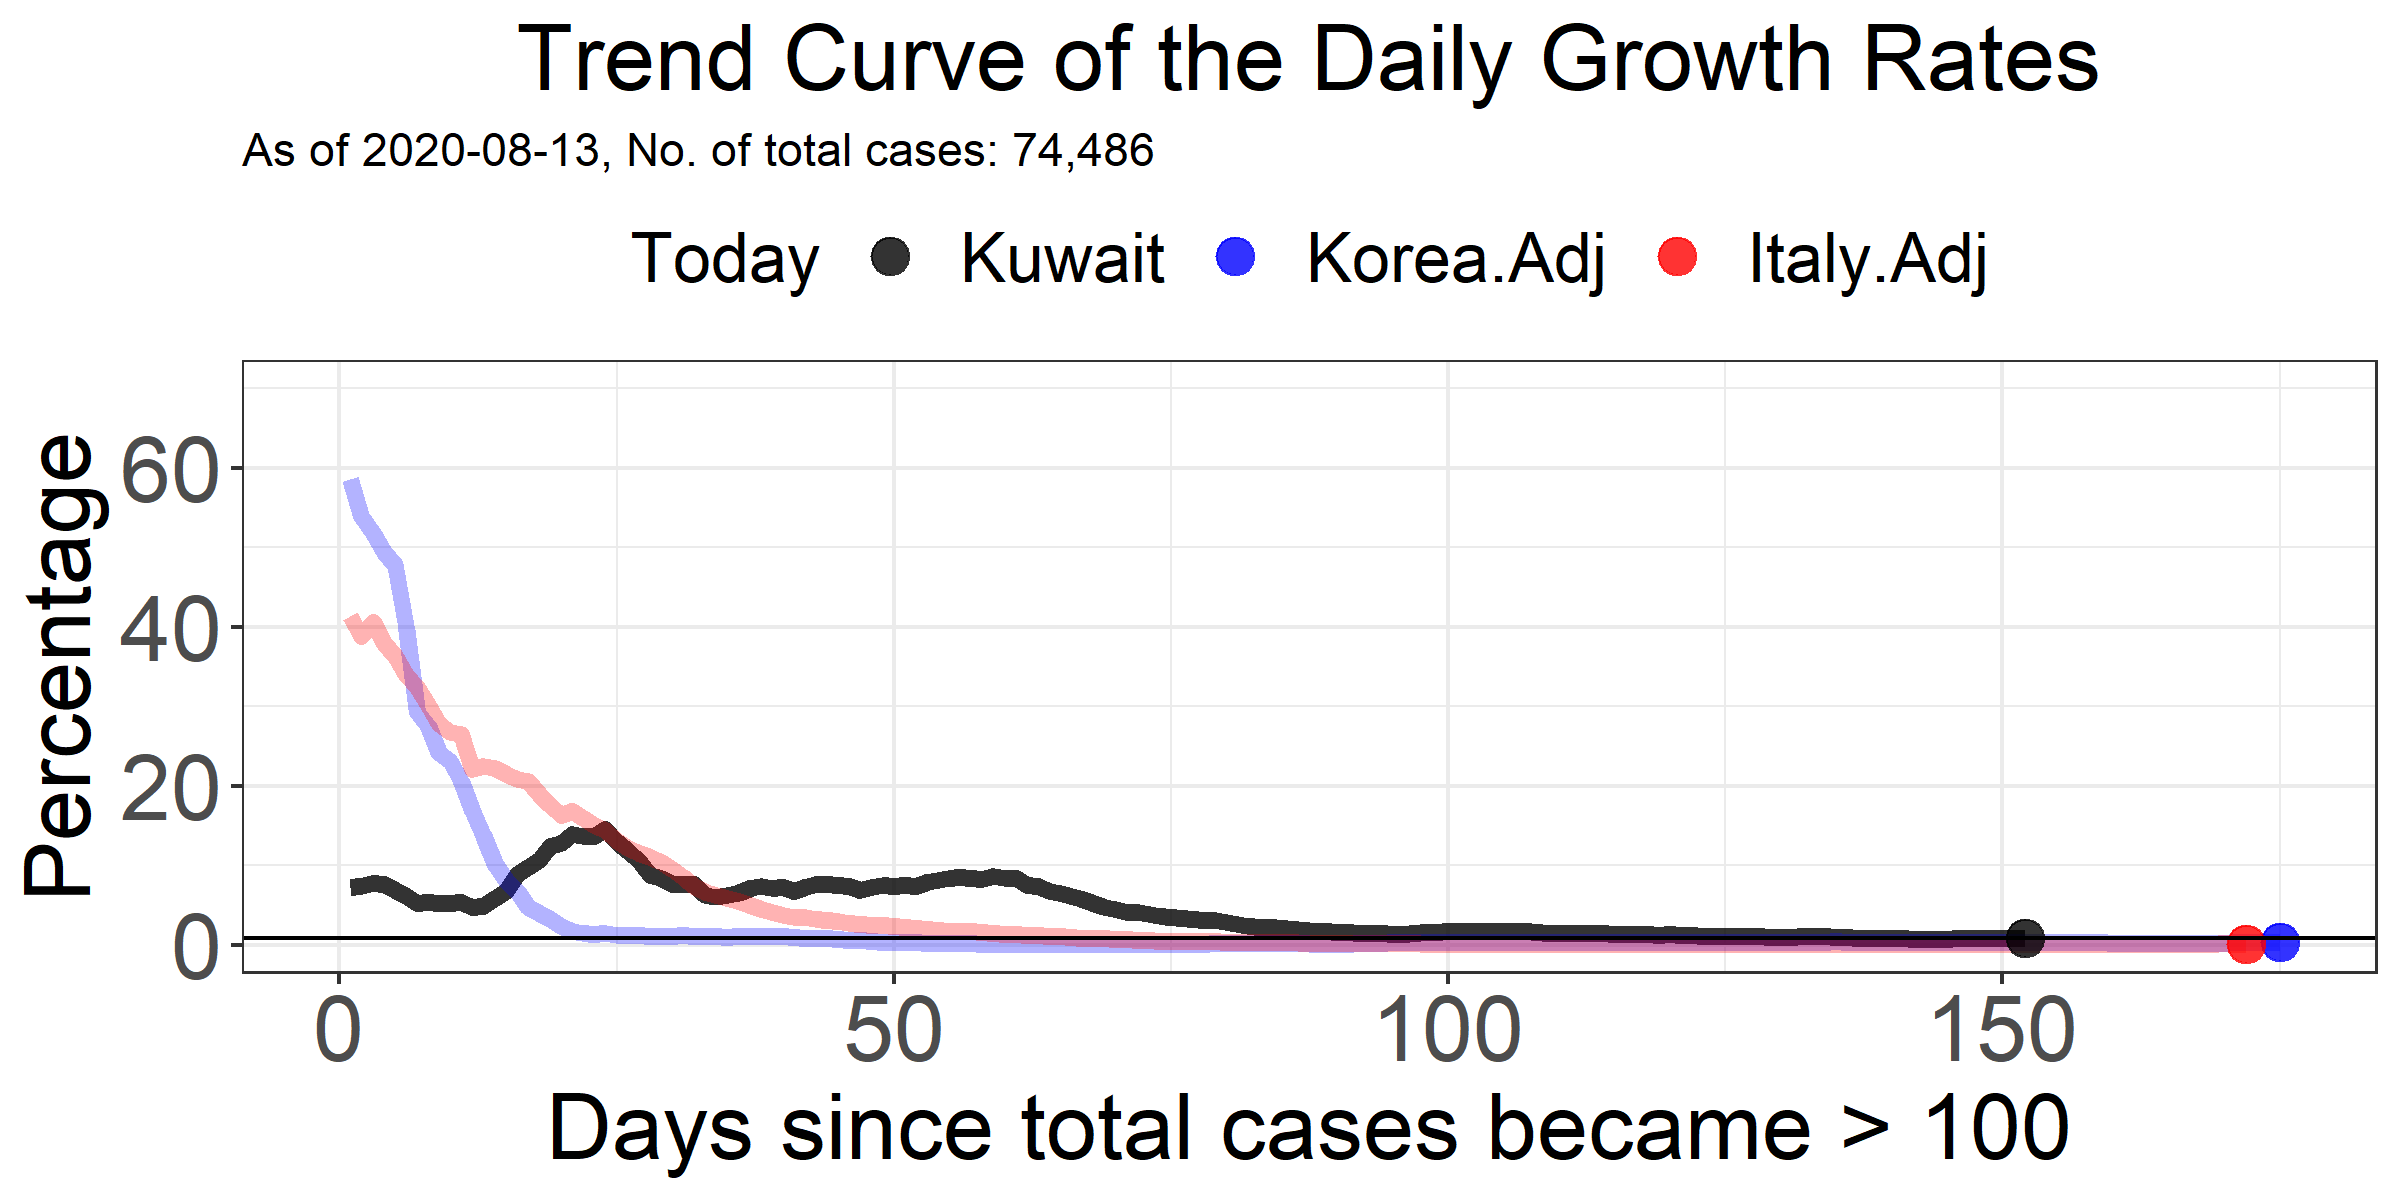 Trend Curve of the Daily Growth Rates
As of 2020-08-13, No. of total cases: 74,486
Today Kuwait Korea.Adj Italy.Adj
Percentage
60
40
20
0
0 50 100 150
Days since total cases became > 100